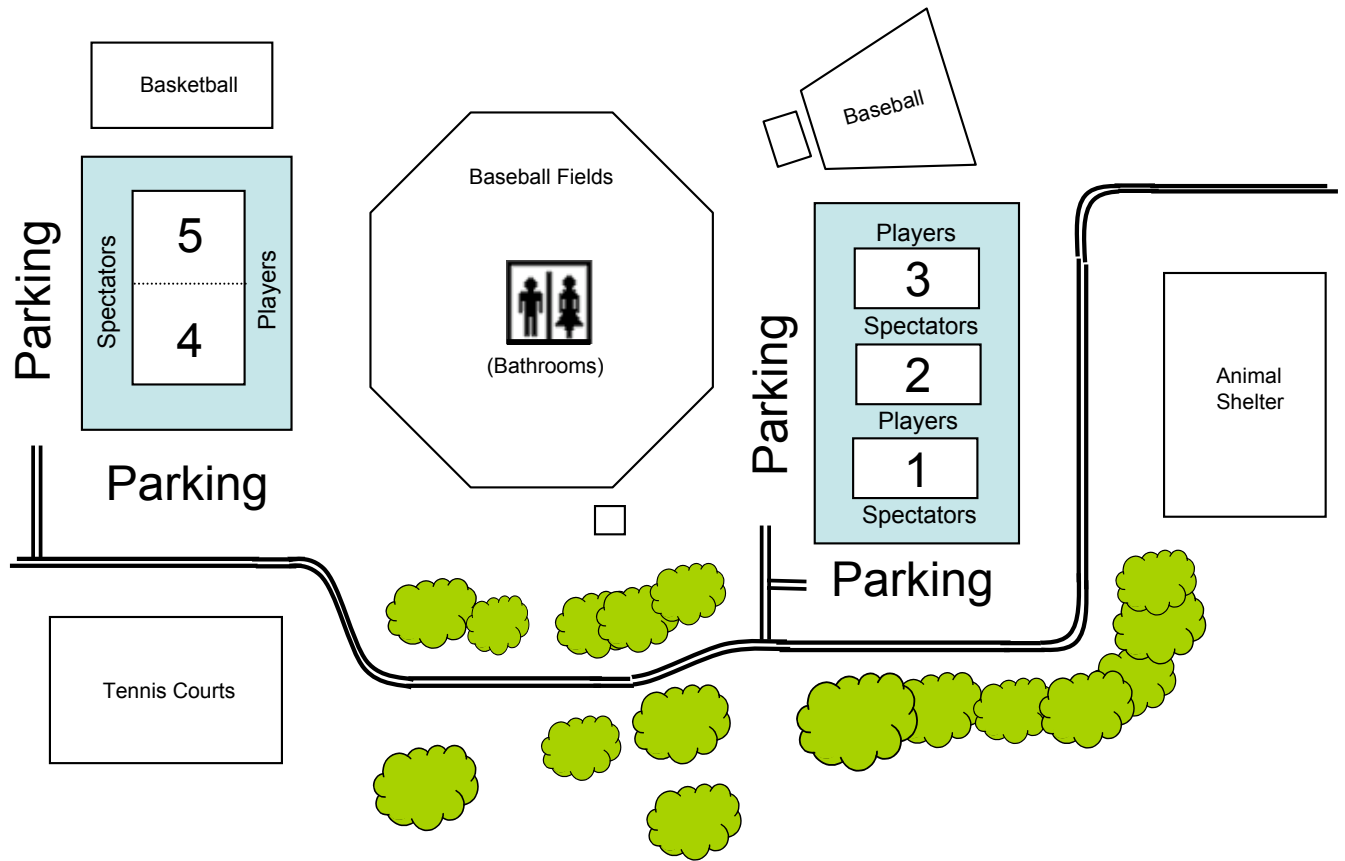 Basketball
Baseball
Baseball Fields
(Bathrooms)
Parking
Spectators
5
4
Players
Parking
Parking
Players
3
Spectators
2
Players
1
Spectators
Parking
Animal
Shelter
Tennis Courts